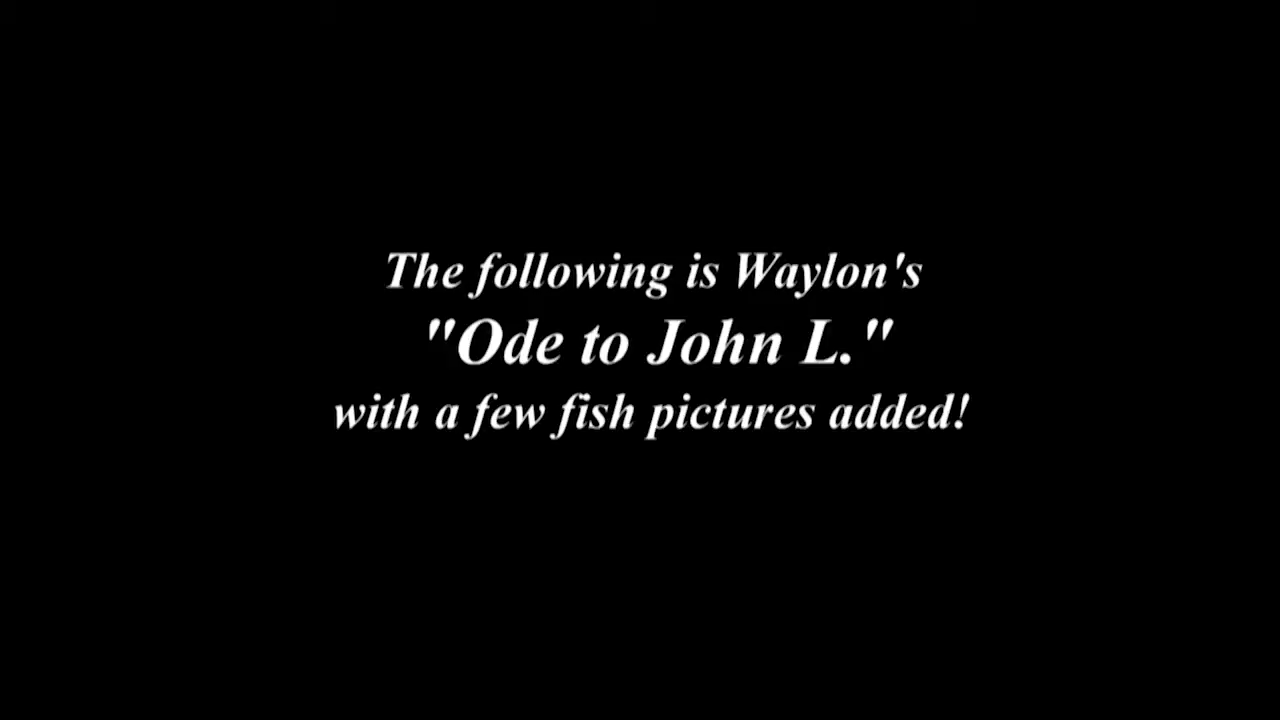 The following is Waylon's
"Ode to John L."
with a few fish pictures added!